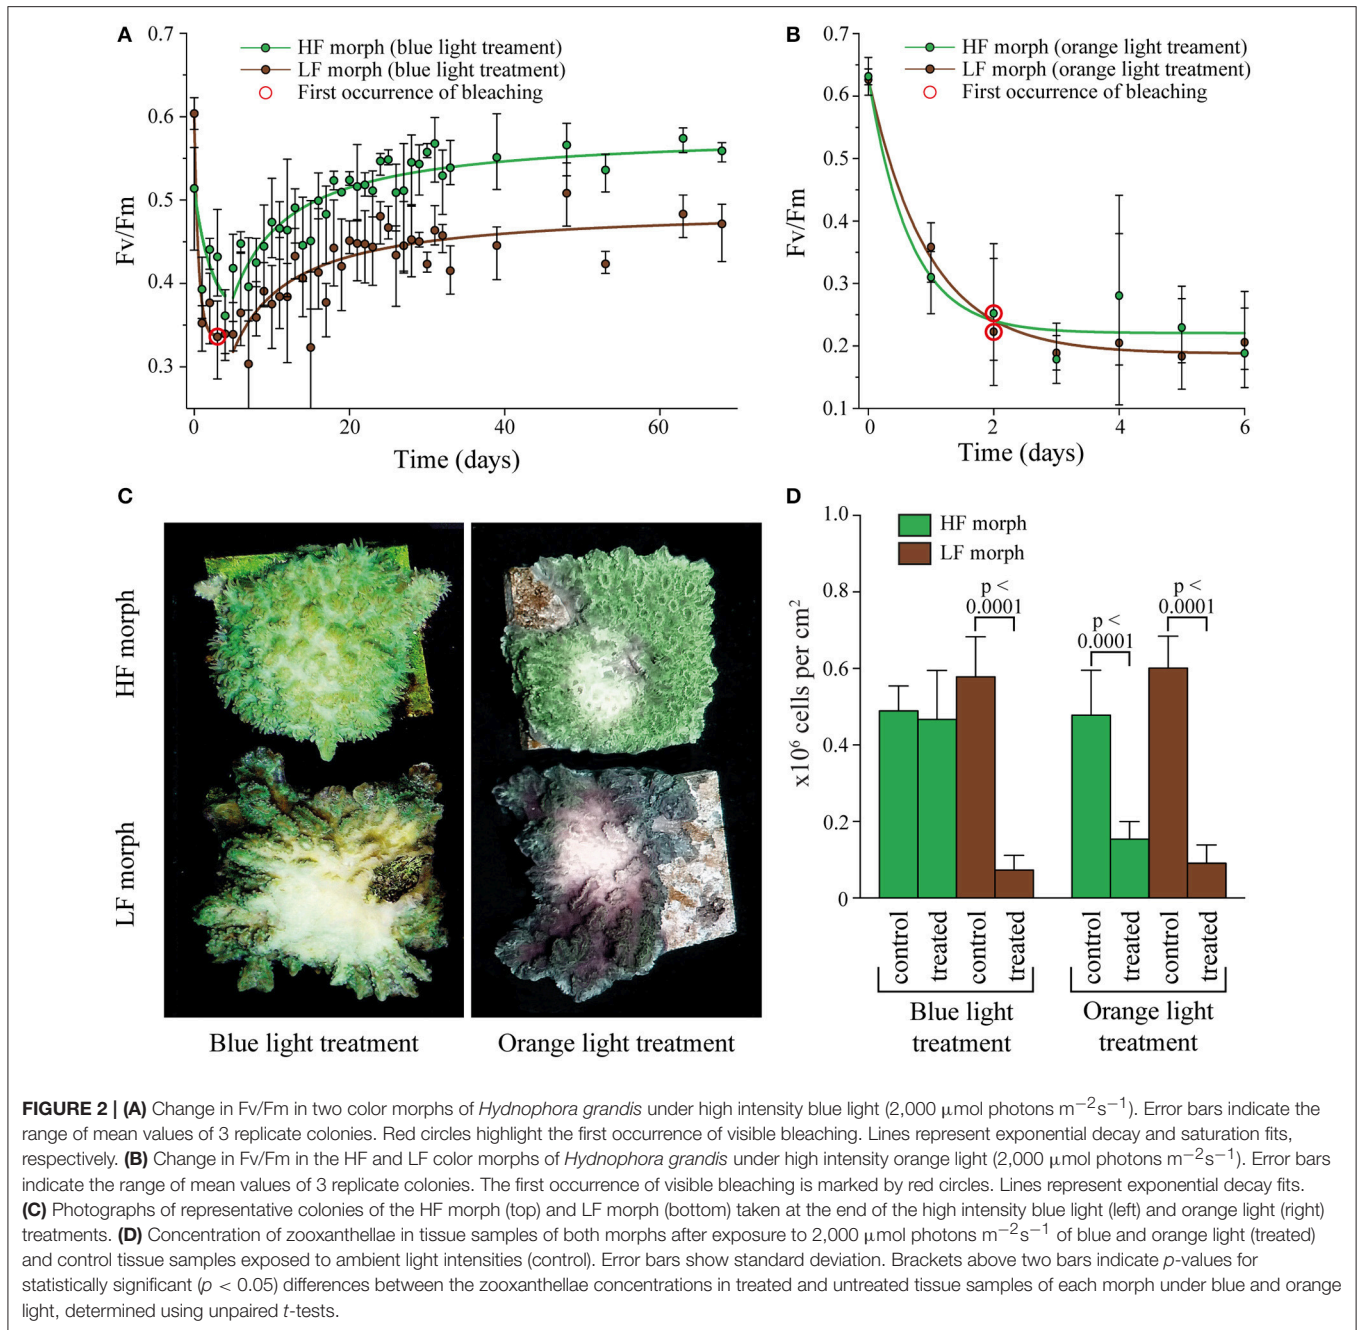 A
0.7
0.6
0.5
0.4
0.3
Fv/Fm
HF morph (blue light treament)
LF morph (blue light treatment)
First occurrence of bleaching
0
20
40
60
Time (days)
B
0.7
0.6
0.5
0.4
0.3
0.2
0.1
Fv/Fm
HF morph (orange light treament)
LF morph (orange light treatment)
First occurrence of bleaching
0
2
4
6
Time (days)
C
HF morph
LF morph
Blue light treatment
Orange light treatment
D
1.0
0.8
0.6
0.4
0.2
0
x10⁶ cells per cm²
HF morph
LF morph
p <
0.0001
p <
0.0001
p <
0.0001
control
treated
control
treated
control
treated
control
treated
Blue light
treatment
Orange light
treatment
FIGURE 2 | (A) Change in Fv/Fm in two color morphs of Hydnophora grandis under high intensity blue light (2,000 μmol photons m⁻²s⁻¹). Error bars indicate the
range of mean values of 3 replicate colonies. Red circles highlight the first occurrence of visible bleaching. Lines represent exponential decay and saturation fits,
respectively. (B) Change in Fv/Fm in the HF and LF color morphs of Hydnophora grandis under high intensity orange light (2,000 μmol photons m⁻²s⁻¹). Error bars
indicate the range of mean values of 3 replicate colonies. The first occurrence of visible bleaching is marked by red circles. Lines represent exponential decay fits.
(C) Photographs of representative colonies of the HF morph (top) and LF morph (bottom) taken at the end of the high intensity blue light (left) and orange light (right)
treatments. (D) Concentration of zooxanthellae in tissue samples of both morphs after exposure to 2,000 μmol photons m⁻²s⁻¹ of blue and orange light (treated)
and control tissue samples exposed to ambient light intensities (control). Error bars show standard deviation. Brackets above two bars indicate p-values for
statistically significant (p < 0.05) differences between the zooxanthellae concentrations in treated and untreated tissue samples of each morph under blue and orange
light, determined using unpaired t-tests.